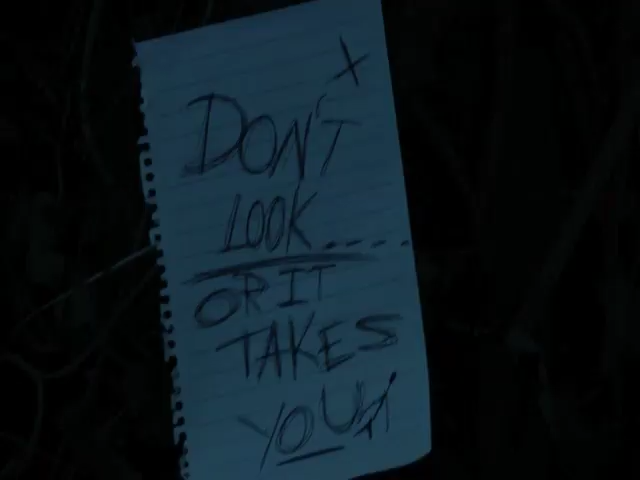 X
DON'T
LOOK....
OR IT
TAKES
YOU